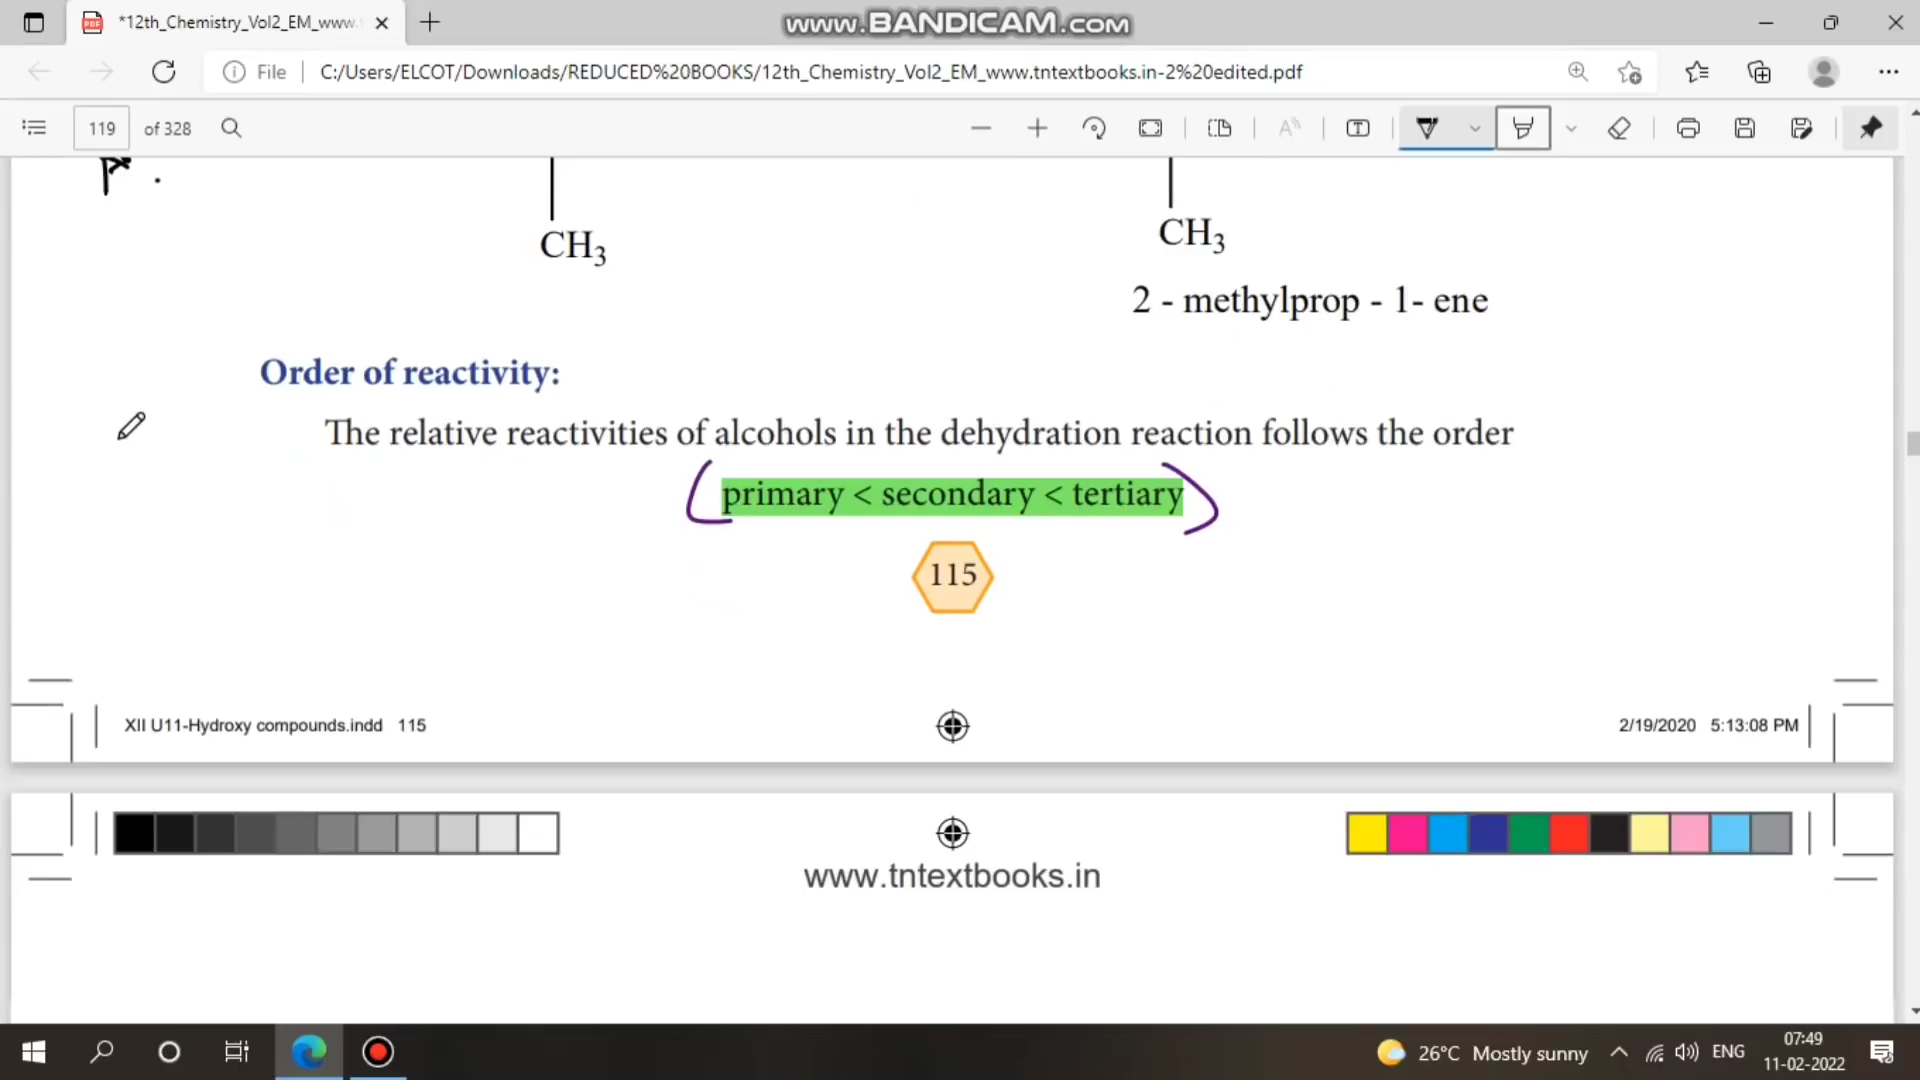 *12th_Chemistry_Vol2_EM_www.
www.BANDICAM.com
File
C:/Users/ELCOT/Downloads/REDUCED%20BOOKS/12th_Chemistry_Vol2_EM_www.tntextbooks.in-2%20edited.pdf
119 of 328
CH3
CH3
2 - methylprop - 1- ene
Order of reactivity:
The relative reactivities of alcohols in the dehydration reaction follows the order
primary < secondary < tertiary
115
XII U11-Hydroxy compounds.indd 115
2/19/2020 5:13:08 PM
www.tntextbooks.in
26°C Mostly sunny
ENG
07:49
11-02-2022